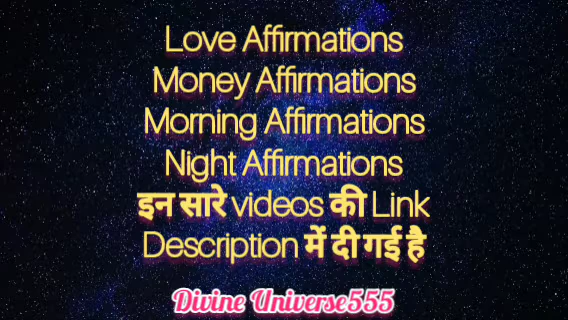 Love Affirmations
Money Affirmations
Morning Affirmations
Night Affirmations
इन सारे videos की Link
Description में दी गई है
Divine Universe555